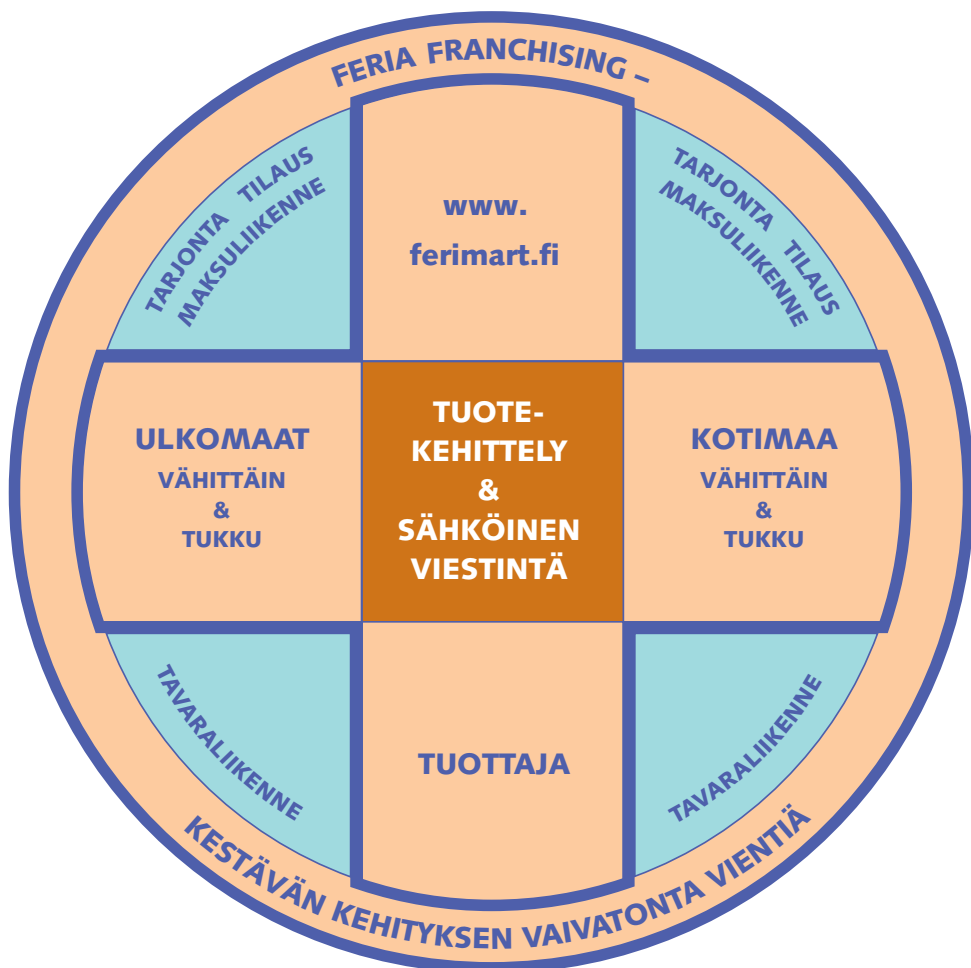 FERIA FRANCHISING –
TARJONTA TILAUS
MAKSULIIKENNE
www.
ferimart.fi
TARJONTA TILAUS
MAKSULIIKENNE
ULKOMAAT
VÄHITTÄIN
&
TUKKU
TUOTE-
KEHITTELY
&
SÄHKÖINEN
VIESTINTÄ
KOTIMAA
VÄHITTÄIN
&
TUKKU
TAVARALIIKENNE
TUOTTAJA
TAVARALIIKENNE
KESTÄVÄN KEHITYKSEN VAIVATONTA VIENTIÄ